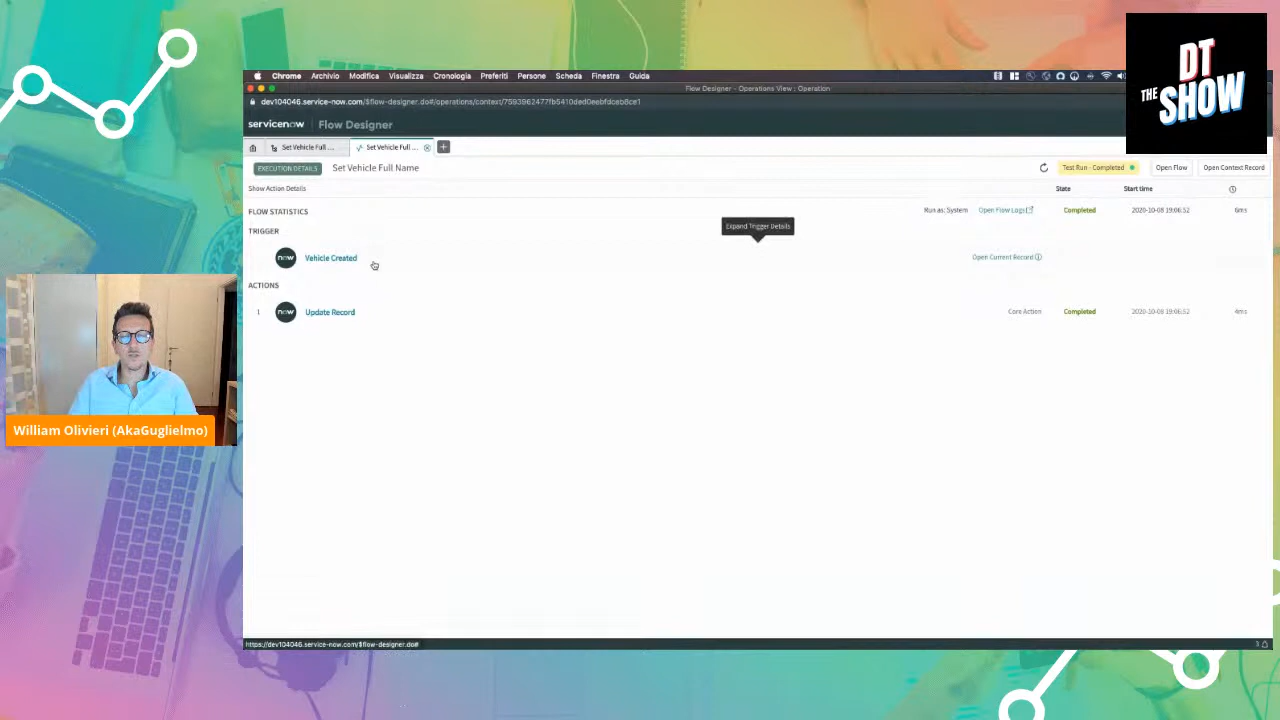 DT
THE SHOW
Chrome Archivio Modifica Visualizza Cronologia Preferiti Persone Scheda Finestra Guida
Flow Designer - Operations View : Operation
servicenow Flow Designer
Set Vehicle Full ... Set Vehicle Full ...
EXECUTION DETAILS Set Vehicle Full Name Test Run - Completed Open Flow Open Context Record
Show Action Details State Start time
FLOW STATISTICS Run as: System Open Flow Logs Completed 2020-10-08 19:06:52 6ms
TRIGGER Expand Trigger Details
now Vehicle Created Open Current Record
ACTIONS
1 now Update Record Core Action Completed 2020-10-08 19:06:52 4ms
William Olivieri (AkaGuglielmo)
https://dev104046.service-now.com/$flow-designer.do#
3